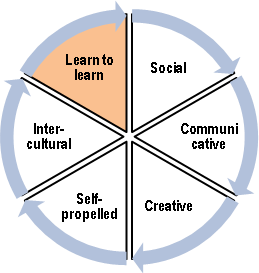 Learn to
learn
Social
Communi
cative
Creative
Self-
propelled
Inter-
cultural